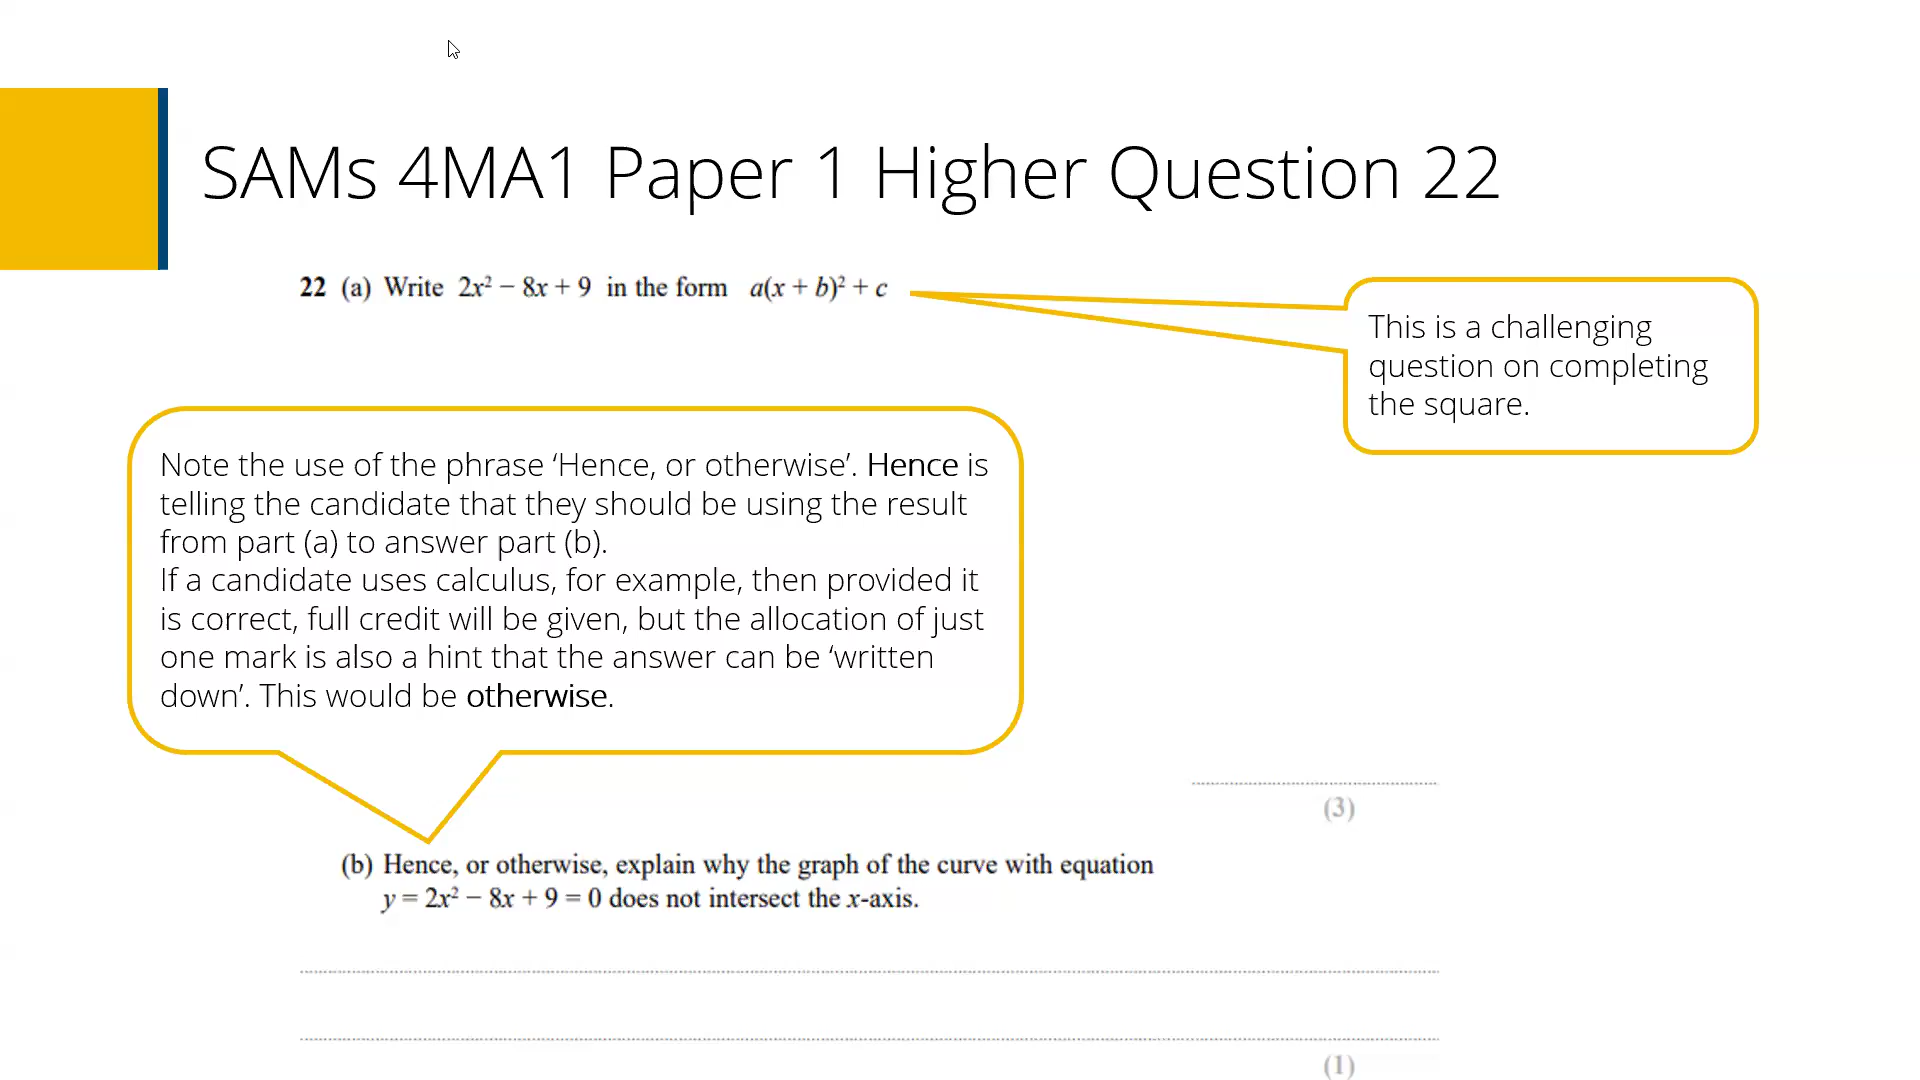 SAMs 4MA1 Paper 1 Higher Question 22
22 (a) Write 2x² − 8x + 9 in the form a(x + b)² + c
This is a challenging
question on completing
the square.
Note the use of the phrase ‘Hence, or otherwise’. Hence is
telling the candidate that they should be using the result
from part (a) to answer part (b).
If a candidate uses calculus, for example, then provided it
is correct, full credit will be given, but the allocation of just
one mark is also a hint that the answer can be ‘written
down’. This would be otherwise.
(3)
(b) Hence, or otherwise, explain why the graph of the curve with equation
y = 2x² − 8x + 9 = 0 does not intersect the x-axis.
(1)